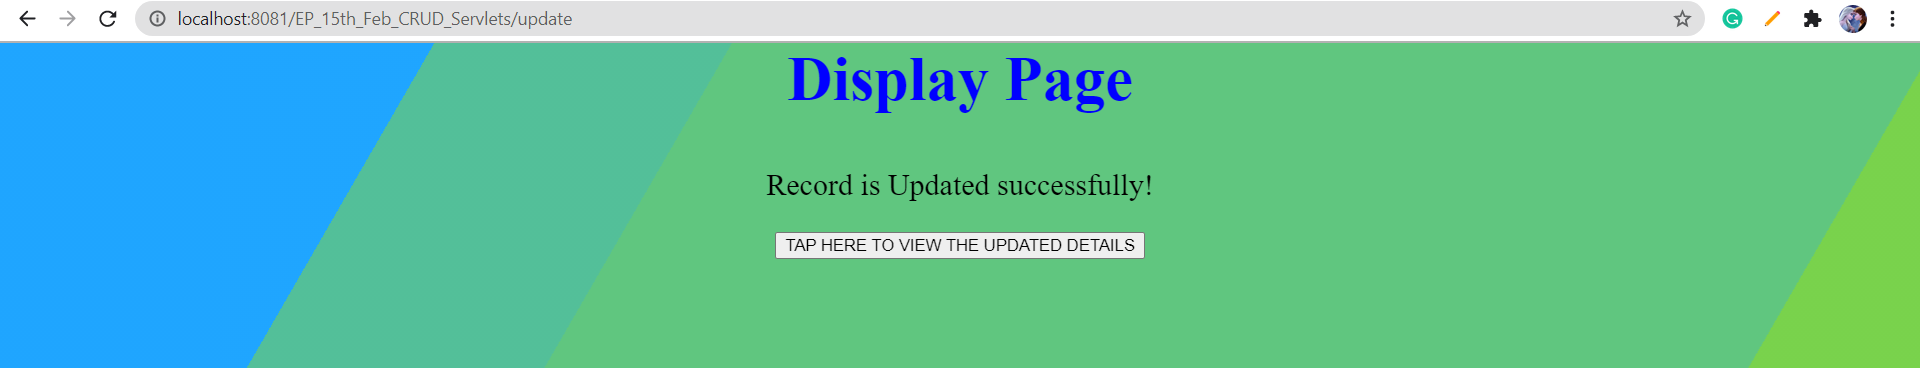 localhost:8081/EP_15th_Feb_CRUD_Servlets/update
Display Page
Record is Updated successfully!
TAP HERE TO VIEW THE UPDATED DETAILS